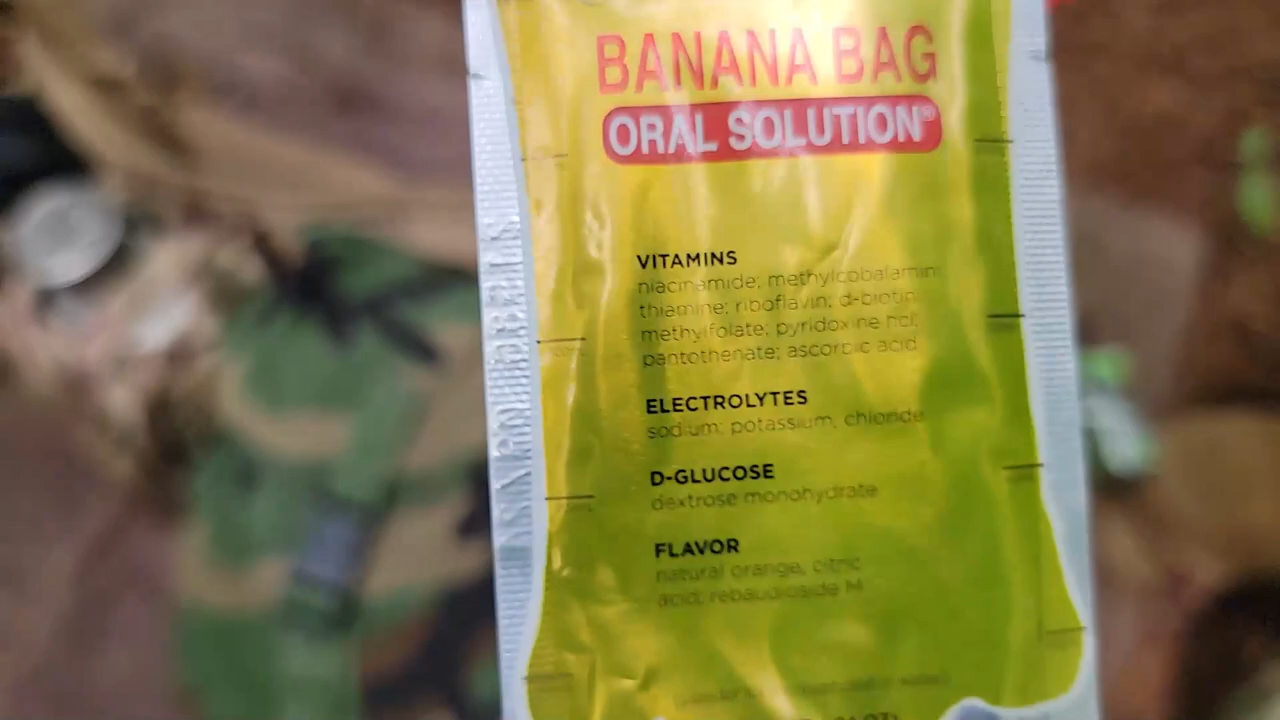 BANANA BAG
ORAL SOLUTION®
VITAMINS
niacinamide; methylcobalamin
thiamine; riboflavin; d-biotin;
methylfolate; pyridoxine hcl;
pantothenate; ascorbic acid
ELECTROLYTES
sodium; potassium, chloride
D-GLUCOSE
dextrose monohydrate
FLAVOR
natural orange, citric
acid, rebaudioside M